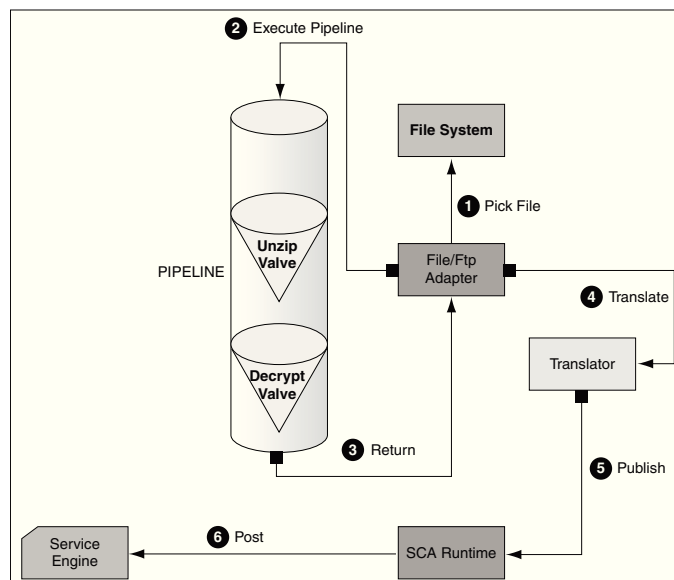 2 Execute Pipeline
File System
1 Pick File
Unzip
Valve
PIPELINE
File/Ftp
Adapter
4 Translate
Translator
Decrypt
Valve
3 Return
5 Publish
6 Post
Service
Engine
SCA Runtime